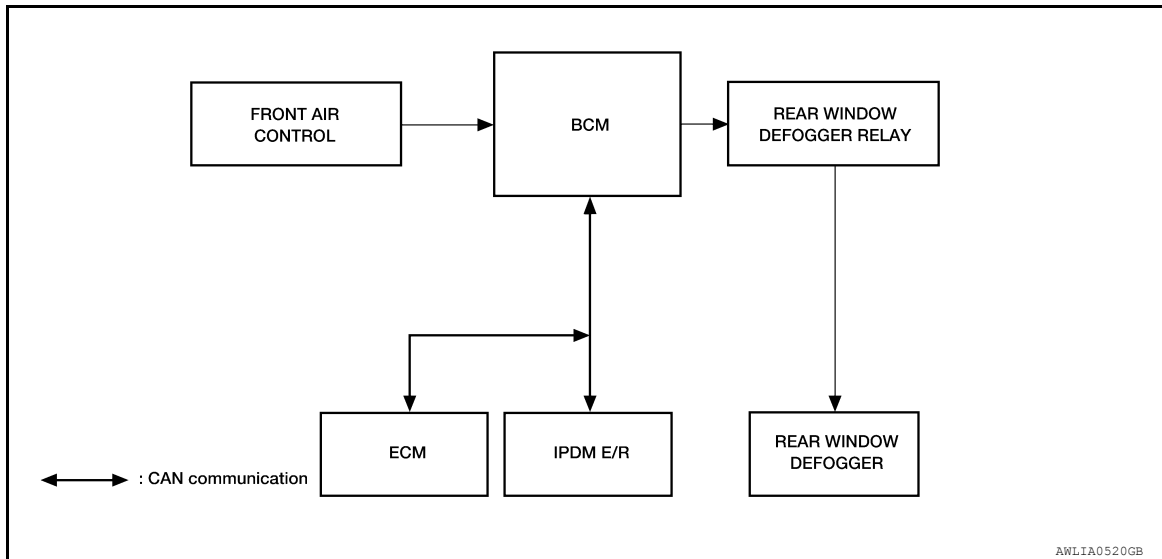 FRONT AIR
CONTROL
BCM
REAR WINDOW
DEFOGGER RELAY
ECM
IPDM E/R
REAR WINDOW
DEFOGGER
: CAN communication
AWLIA0520GB